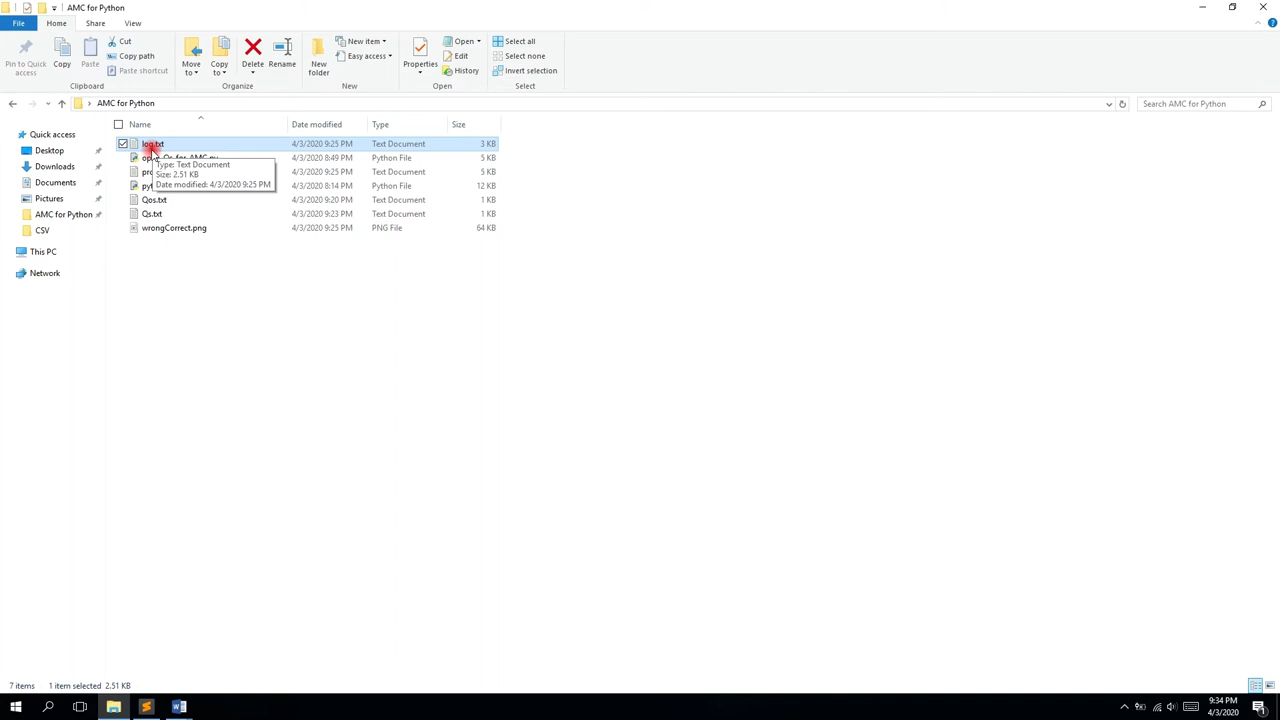 AMC for Python
File Home Share View
Pin to Quick access
Copy
Paste
Cut
Copy path
Paste shortcut
Clipboard
Move to
Copy to
Delete
Rename
Organize
New folder
New item
Easy access
New
Properties
Open
Edit
History
Open
Select all
Select none
Invert selection
Select
AMC for Python
Search AMC for Python
Quick access
Desktop
Downloads
Documents
Pictures
AMC for Python
CSV
This PC
Network
Name Date modified Type Size
log.txt 4/3/2020 9:25 PM Text Document 3 KB
4/3/2020 8:49 PM Python File 5 KB
4/3/2020 9:25 PM Text Document 5 KB
4/3/2020 8:14 PM Python File 12 KB
Qos.txt 4/3/2020 9:20 PM Text Document 1 KB
Qs.txt 4/3/2020 9:23 PM Text Document 1 KB
wrongCorrect.png 4/3/2020 9:23 PM PNG File 64 KB
Type: Text Document
Size: 2.51 KB
Date modified: 4/3/2020 9:25 PM
7 items 1 item selected 2.51 KB
9:34 PM
4/3/2020